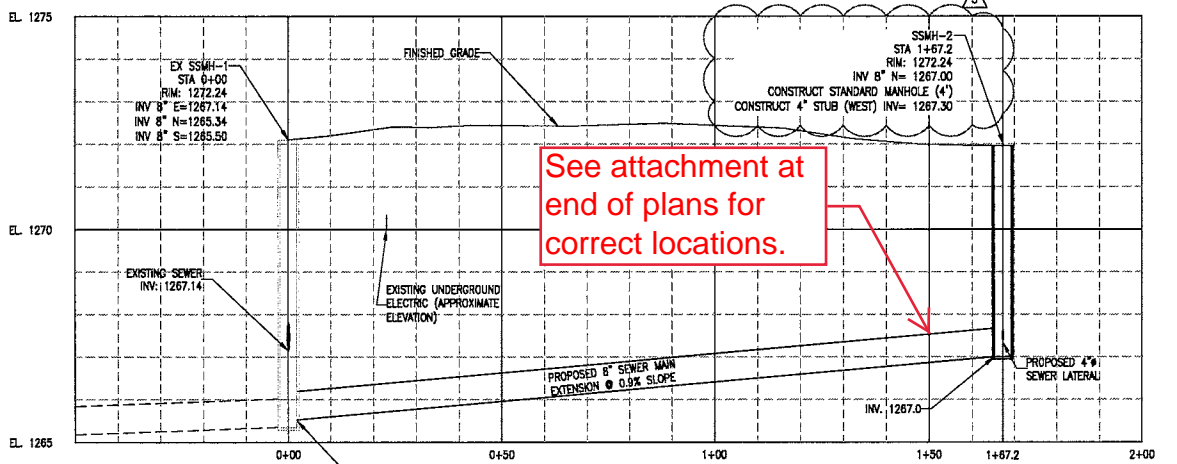 EL. 1275
SSMH-2
STA 1+67.2
RIM: 1272.24
INV 8" N= 1267.00
CONSTRUCT STANDARD MANHOLE (4')
CONSTRUCT 4" STUB (WEST) INV= 1267.30
FINISHED GRADE
EX SSMH-1
STA 0+00
RIM: 1272.24
INV 8" E=1267.14
INV 8" N=1265.34
INV 8" S=1265.50
See attachment at
end of plans for
correct locations.
EL. 1270
EXISTING SEWER
INV: 1267.14
EXISTING UNDERGROUND
ELECTRIC (APPROXIMATE
ELEVATION)
PROPOSED 8" SEWER MAIN
EXTENSION @ 0.9% SLOPE
PROPOSED 4"ø
SEWER LATERAL
INV. 1267.0
EL. 1265
0+00
0+50
1+00
1+50
1+67.2
2+00